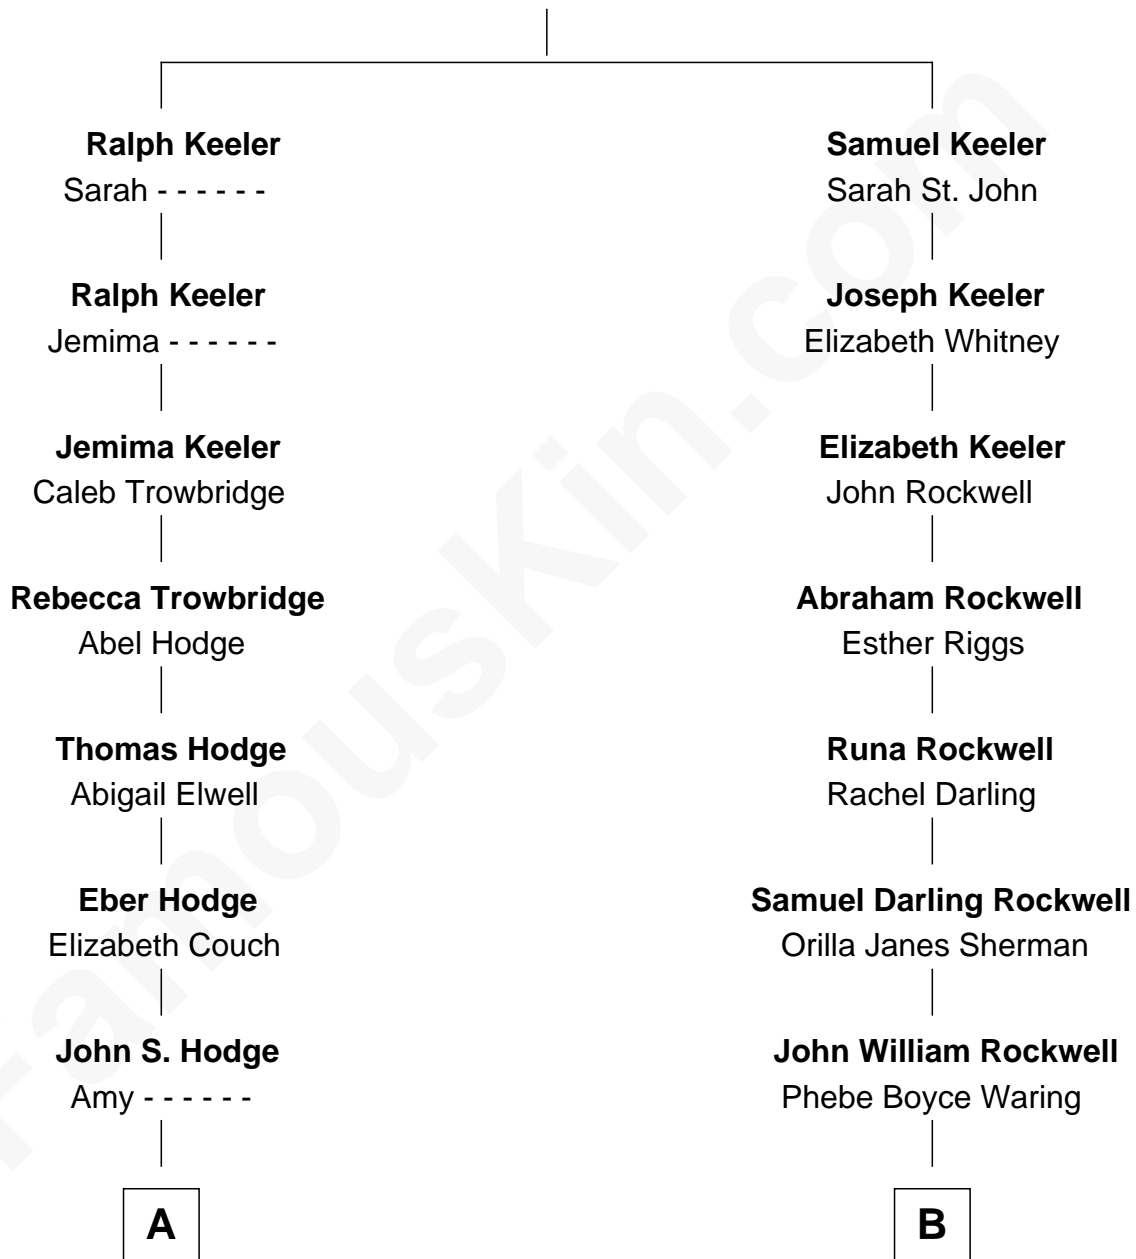 Ralph Keeler
Sarah - - - - - -
Ralph Keeler
Jemima - - - - - -
Jemima Keeler
Caleb Trowbridge
Rebecca Trowbridge
Abel Hodge
Thomas Hodge
Abigail Elwell
Eber Hodge
Elizabeth Couch
John S. Hodge
Amy - - - - - -
A
Samuel Keeler
Sarah St. John
Joseph Keeler
Elizabeth Whitney
Elizabeth Keeler
John Rockwell
Abraham Rockwell
Esther Riggs
Runa Rockwell
Rachel Darling
Samuel Darling Rockwell
Orilla Janes Sherman
John William Rockwell
Phebe Boyce Waring
B
FamousKin.com